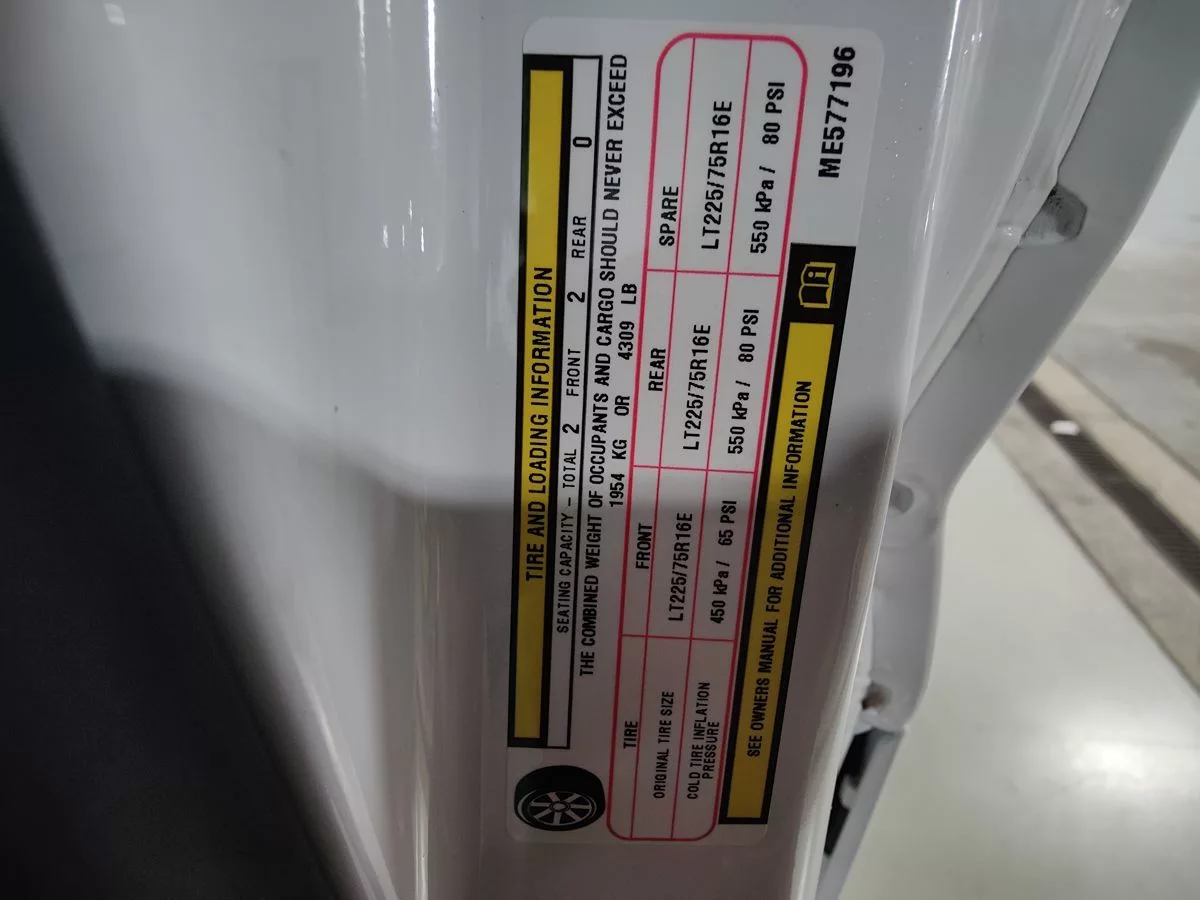 TIRE AND LOADING INFORMATION
SEATING CAPACITY - TOTAL 2 FRONT 2 REAR 0
THE COMBINED WEIGHT OF OCCUPANTS AND CARGO SHOULD NEVER EXCEED
1954 KG OR 4309 LB
TIRE FRONT REAR SPARE
ORIGINAL TIRE SIZE LT225/75R16E LT225/75R16E LT225/75R16E
COLD TIRE INFLATION PRESSURE 450 kPa / 65 PSI 550 kPa / 80 PSI 550 kPa / 80 PSI
SEE OWNERS MANUAL FOR ADDITIONAL INFORMATION
ME577196